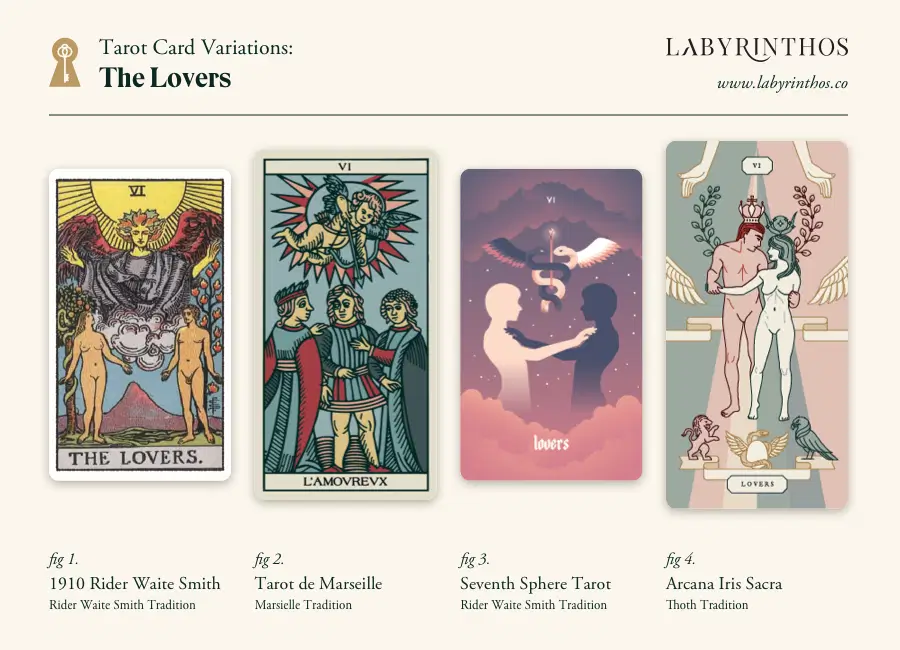 Tarot Card Variations:
The Lovers
LABYRINTHOS
www.labyrinthos.co
VI
THE LOVERS.
VI
L'AMOVREVX
VI
lovers
VI
LOVERS
fig 1.
1910 Rider Waite Smith
Rider Waite Smith Tradition
fig 2.
Tarot de Marseille
Marsielle Tradition
fig 3.
Seventh Sphere Tarot
Rider Waite Smith Tradition
fig 4.
Arcana Iris Sacra
Thoth Tradition